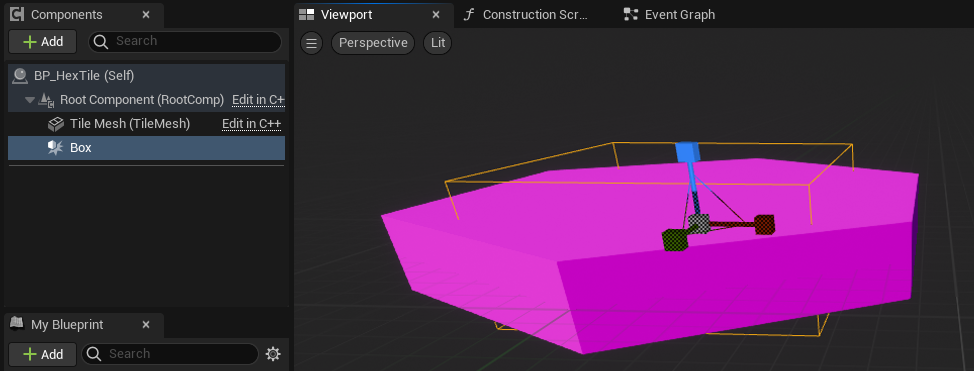 Components
Viewport
Construction Scr...
Event Graph
Add
Search
Perspective
Lit
BP_HexTile (Self)
Root Component (RootComp)
Edit in C+
Tile Mesh (TileMesh)
Edit in C++
Box
My Blueprint
Add
Search